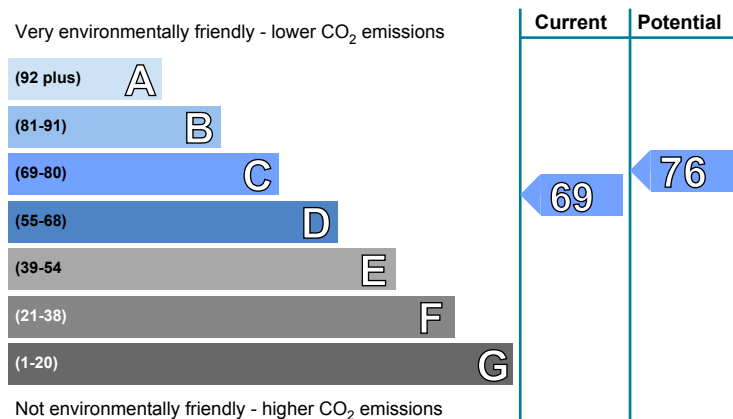 Very environmentally friendly - lower CO2 emissions
Current
Potential
(92 plus) A
(81-91) B
(69-80) C
(55-68) D
(39-54 E
(21-38) F
(1-20) G
69
76
Not environmentally friendly - higher CO2 emissions